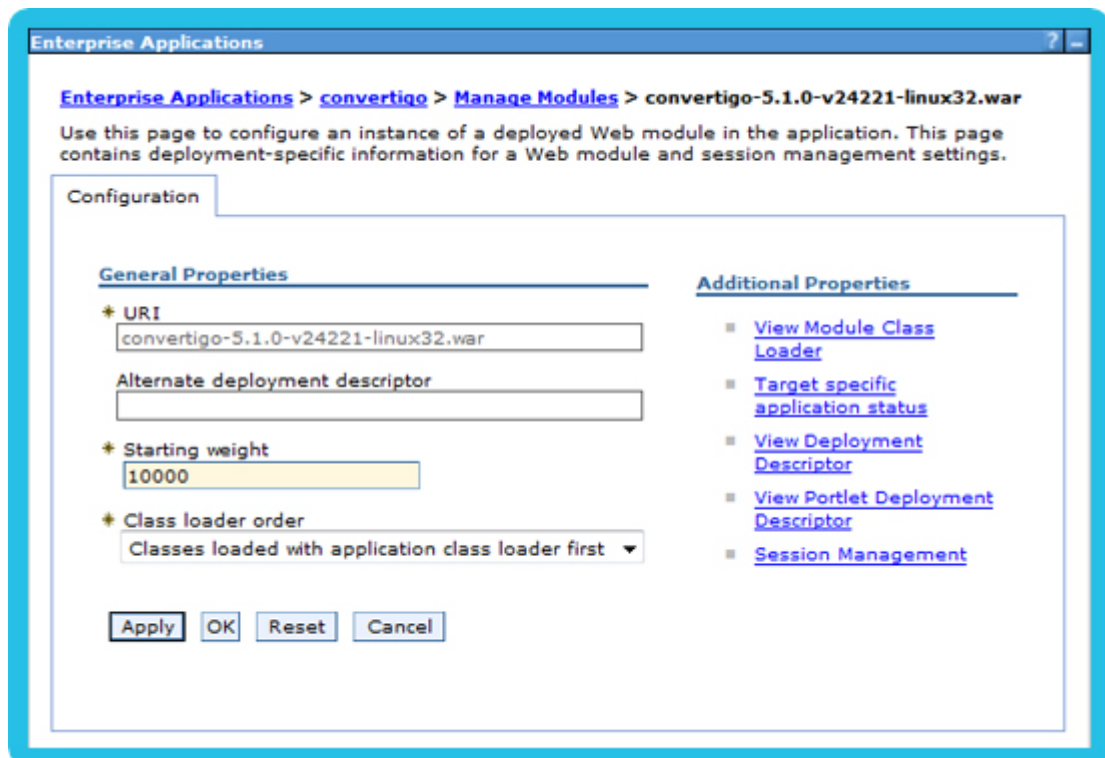 Enterprise Applications ? –
Enterprise Applications > convertigo > Manage Modules > convertigo-5.1.0-v24221-linux32.war
Use this page to configure an instance of a deployed Web module in the application. This page
contains deployment-specific information for a Web module and session management settings.
Configuration
General Properties
* URI
convertigo-5.1.0-v24221-linux32.war
Alternate deployment descriptor
* Starting weight
10000
* Class loader order
Classes loaded with application class loader first
Apply OK Reset Cancel
Additional Properties
View Module Class
Loader
Target specific
application status
View Deployment
Descriptor
View Portlet Deployment
Descriptor
Session Management